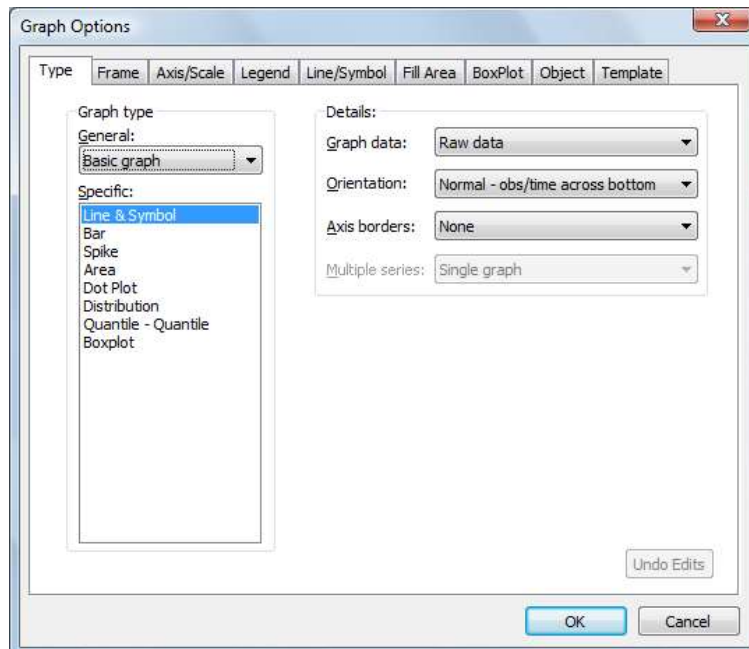 Graph Options
X
Type Frame Axis/Scale Legend Line/Symbol Fill Area BoxPlot Object Template
Graph type
General:
Basic graph
Specific:
Line & Symbol
Bar
Spike
Area
Dot Plot
Distribution
Quantile - Quantile
Boxplot
Details:
Graph data: Raw data
Orientation: Normal - obs/time across bottom
Axis borders: None
Multiple series: Single graph
Undo Edits
OK Cancel